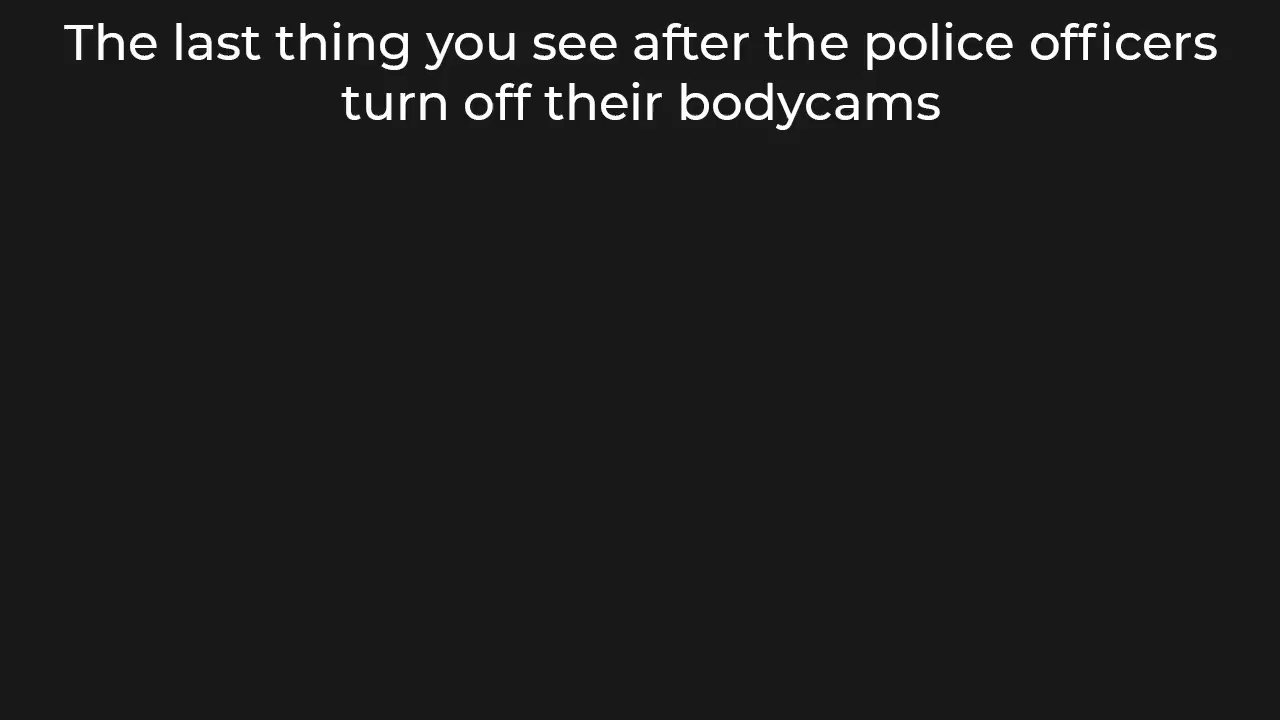 The last thing you see after the police officers
turn off their bodycams